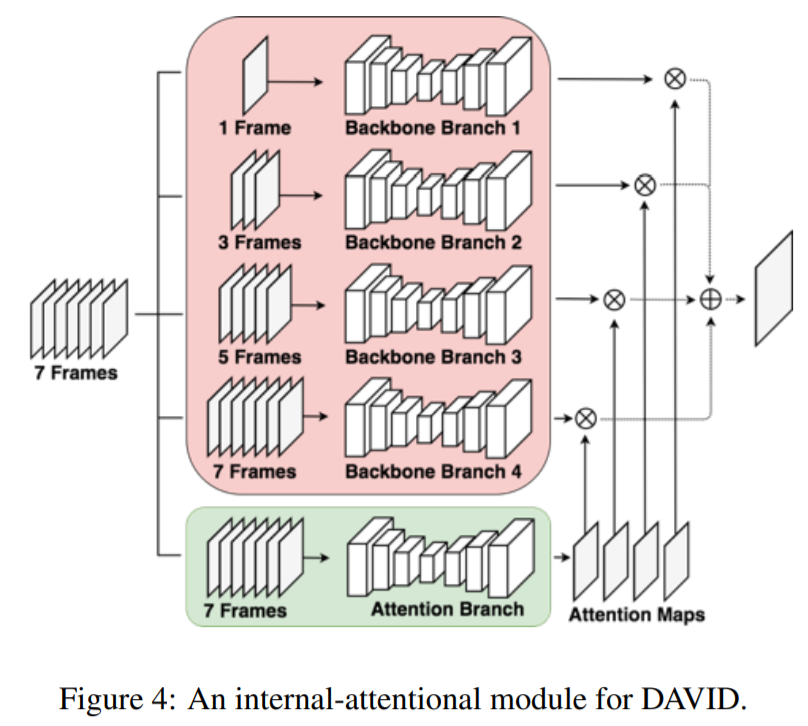 1 Frame
Backbone Branch 1
3 Frames
Backbone Branch 2
5 Frames
Backbone Branch 3
7 Frames
7 Frames
Backbone Branch 4
7 Frames
Attention Branch
Attention Maps
Figure 4: An internal-attentional module for DAVID.